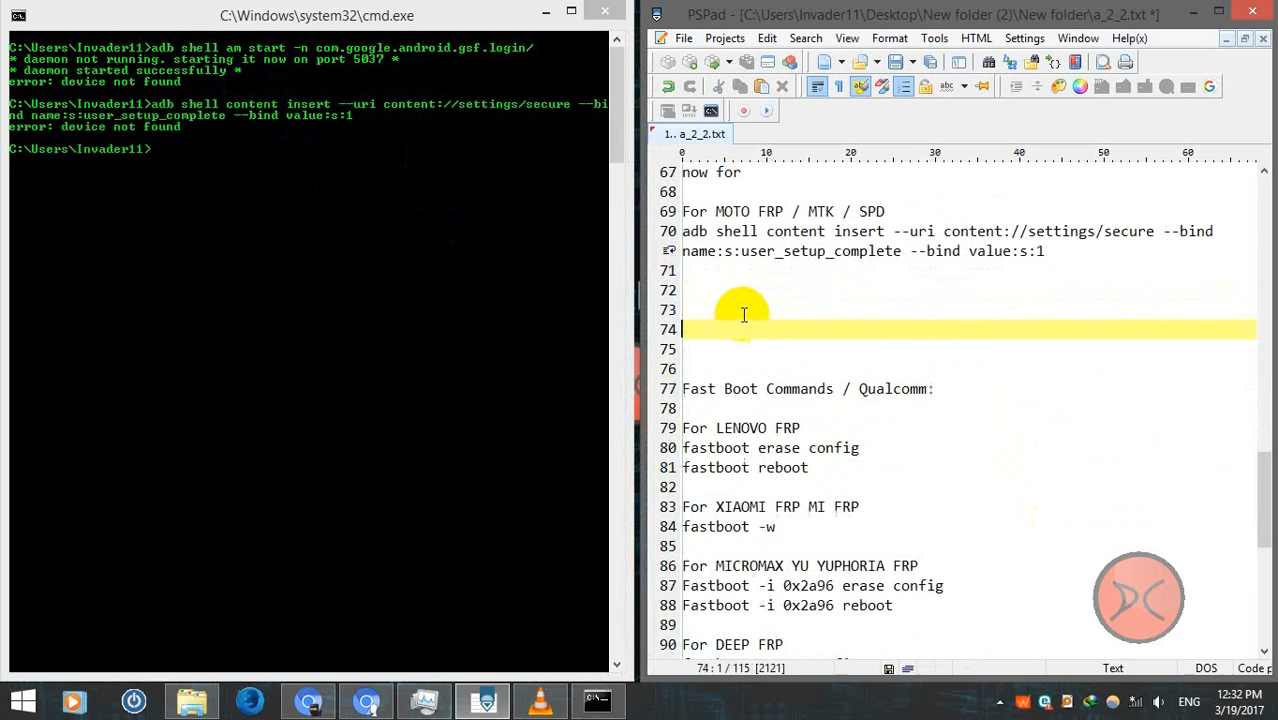 C:\Windows\system32\cmd.exe
C:\Users\Invader11>adb shell am start -n com.google.android.gsf.login/
* daemon not running. starting it now on port 5037 *
* daemon started successfully *
error: device not found
C:\Users\Invader11>adb shell content insert --uri content://settings/secure --bi
nd name:s:user_setup_complete --bind value:s:1
error: device not found
C:\Users\Invader11>
PSPad - [C:\Users\Invader11\Desktop\New folder (2)\New folder\a_2_2.txt *]
File Projects Edit Search View Format Tools HTML Settings Window Help(x)
1.. a_2_2.txt
0 10 20 30 40 50 60
67 now for
68
69 For MOTO FRP / MTK / SPD
70 adb shell content insert --uri content://settings/secure --bind
name:s:user_setup_complete --bind value:s:1
71
72
73
74
75
76
77 Fast Boot Commands / Qualcomm:
78
79 For LENOVO FRP
80 fastboot erase config
81 fastboot reboot
82
83 For XIAOMI FRP MI FRP
84 fastboot -w
85
86 For MICROMAX YU YUPHORIA FRP
87 Fastboot -i 0x2a96 erase config
88 Fastboot -i 0x2a96 reboot
89
90 For DEEP FRP
74 : 1 / 115 [2121] Text DOS Code p
ENG
12:32 PM
3/19/2017